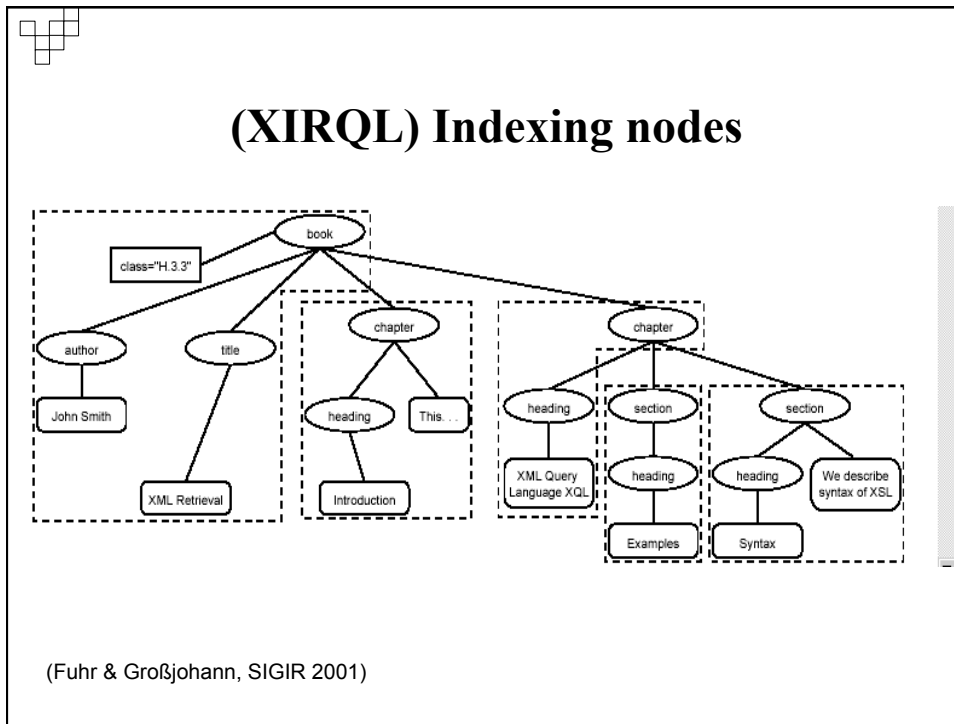 (XIRQL) Indexing nodes
book
class="H.3.3"
author
title
chapter
chapter
John Smith
heading
This. . .
heading
section
section
XML Retrieval
Introduction
XML Query
Language XQL
heading
heading
We describe
syntax of XSL
Examples
Syntax
(Fuhr & Großjohann, SIGIR 2001)